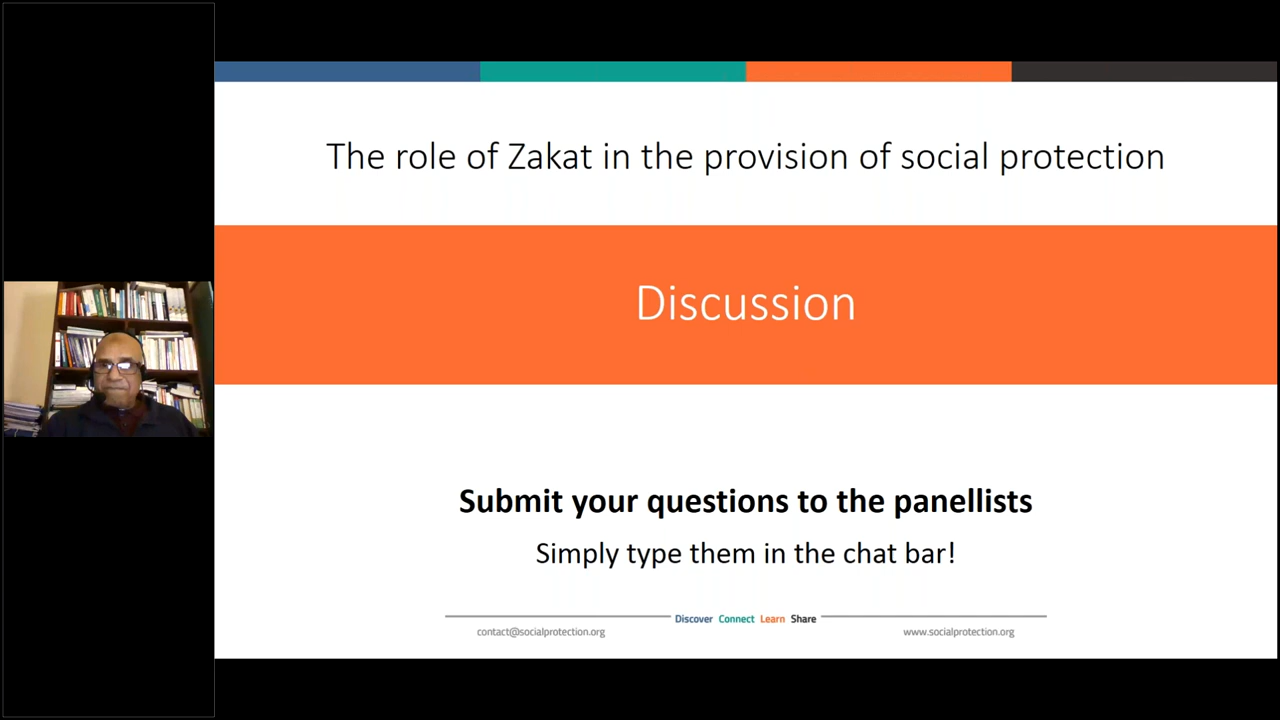 The role of Zakat in the provision of social protection
Discussion
Submit your questions to the panellists
Simply type them in the chat bar!
Discover Connect Learn Share
contact@socialprotection.org
www.socialprotection.org